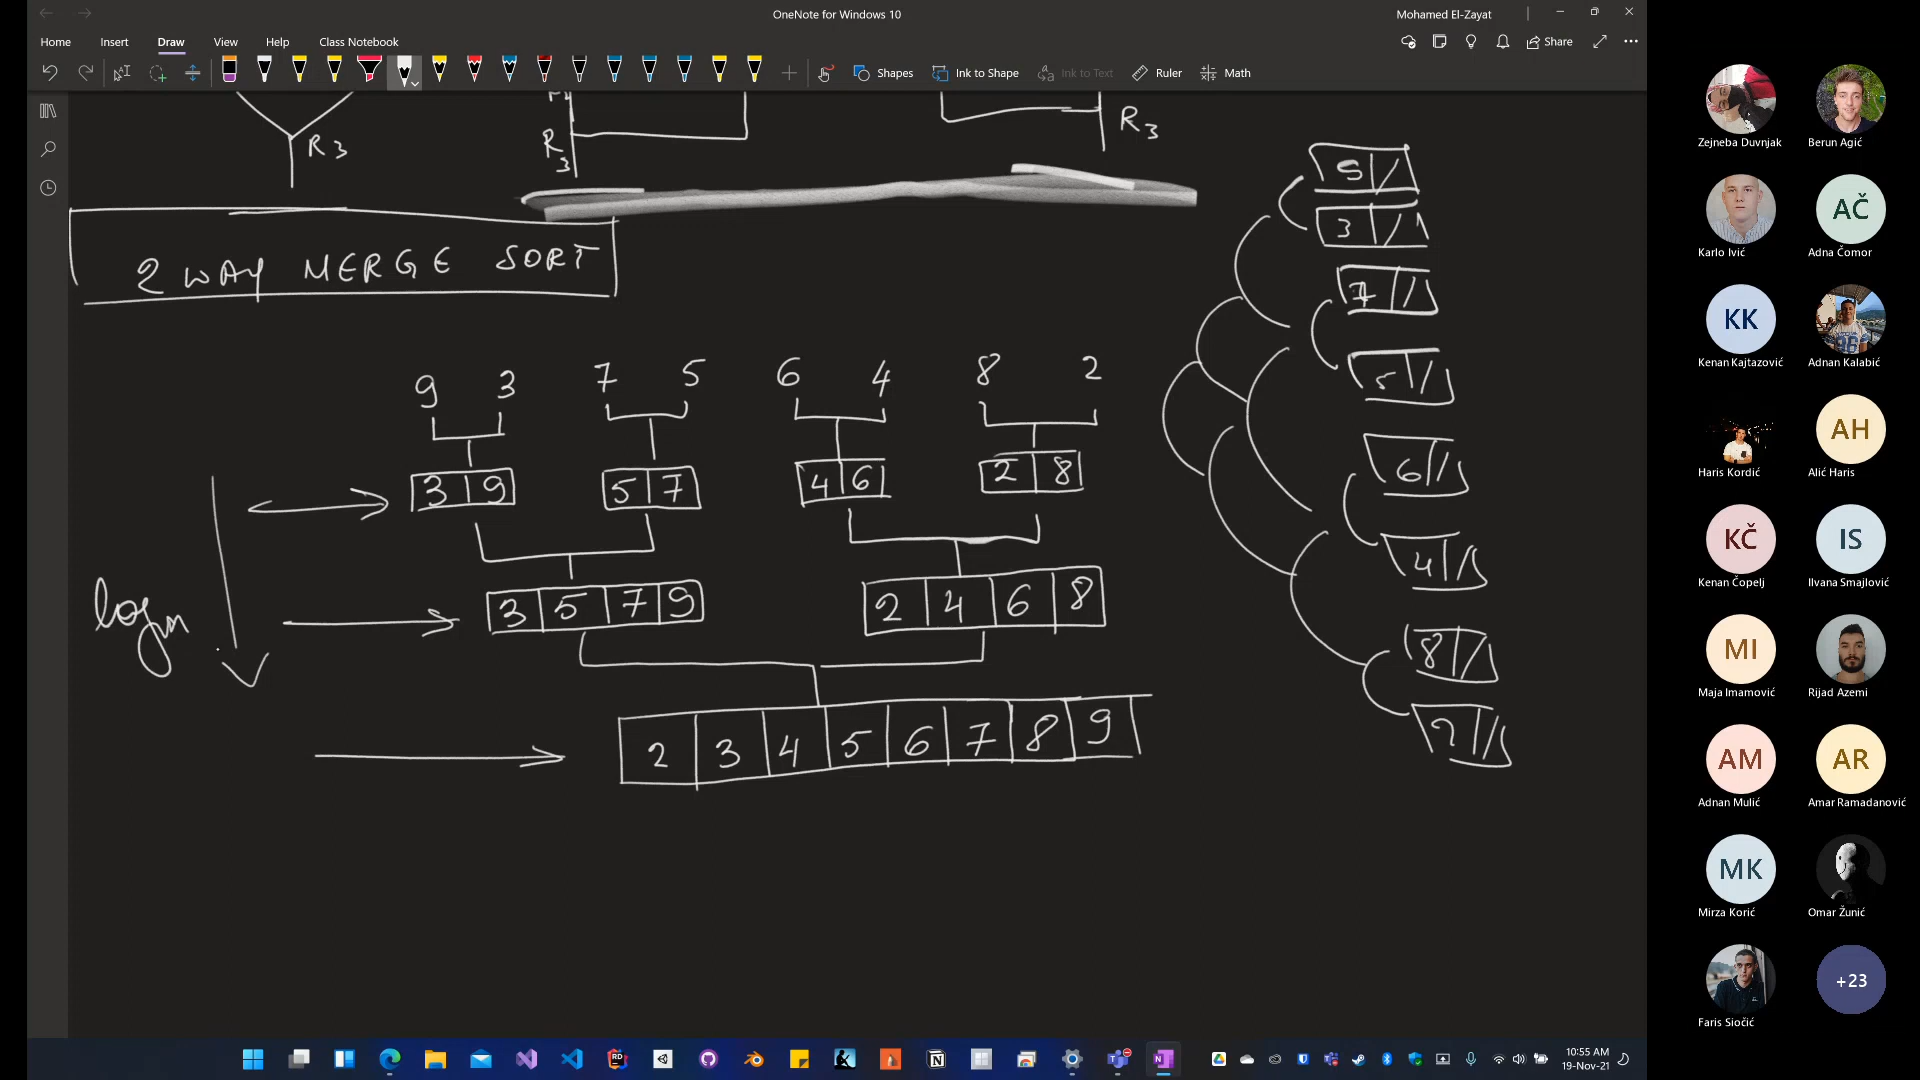 OneNote for Windows 10
Mohamed El-Zayat
Home Insert Draw View Help Class Notebook
Share
Shapes
Ink to Shape
Ink to Text
Ruler
Math
R3
R3
R3
2 WAY MERGE SORT
9 3 7 5 6 4 8 2
3 9 5 7 4 6 2 8
3 5 7 9 2 4 6 8
2 3 4 5 6 7 8 9
3
7
5
6
4
8
2
Zejneba Duvnjak
Berun Agić
Karlo Ivić
AČ
Adna Čomor
KK
Kenan Kajtazović
Adnan Kalabić
Haris Kordić
AH
Alić Haris
KČ
Kenan Čopelj
IS
Ilvana Smajlović
MI
Maja Imamović
Rijad Azemi
AM
Adnan Mulić
AR
Amar Ramadanović
MK
Mirza Korić
Omar Žunić
Faris Siočić
+23
10:55 AM
19-Nov-21